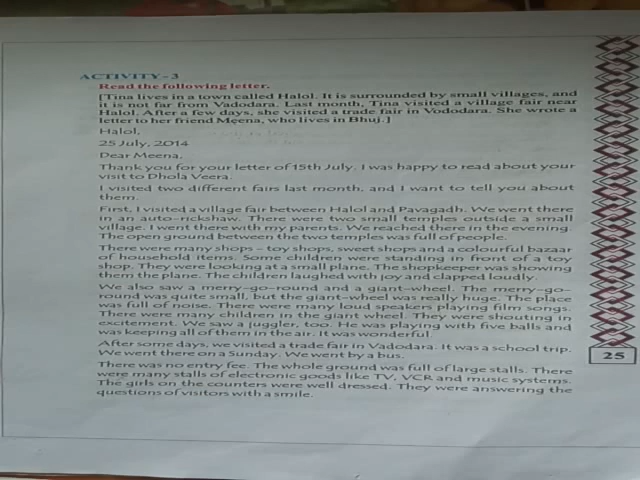 ACTIVITY - 3
Read the following letter.
[Tina lives in a town called Halol. It is surrounded by small villages, and
it is not far from Vadodara. Last month, Tina visited a village fair near
Halol. After a few days, she visited a trade fair in Vododara. She wrote a
letter to her friend Meena, who lives in Bhuj.]
Halol,
25 July, 2014
Dear Meena,
Thank you for your letter of 15th July. I was happy to read about your
visit to Dhola Veera.
I visited two different fairs last month, and I want to tell you about
them.
First, I visited a village fair between Halol and Pavagadh. We went there
in an auto-rickshaw. There were two small temples outside a small
village. I went there with my parents. We reached there in the evening.
The open ground between the two temples was full of people.
There were many shops - toy shops, sweet shops and a colourful bazaar
of household items. Some children were standing in front of a toy
shop. They were looking at a small plane. The shopkeeper was showing
them the plane. The children laughed with joy and clapped loudly.
We also saw a merry-go-round and a giant-wheel. The merry-go-
round was quite small, but the giant-wheel was really huge. The place
was full of noise. There were many loud speakers playing film songs.
There were many children in the giant wheel. They were shouting in
excitement. We saw a juggler, too. He was playing with five balls and
was keeping all of them in the air. It was wonderful.
After some days, we visited a trade fair in Vadodara. It was a school trip.
We went there on a Sunday. We went by a bus.
There was no entry fee. The whole ground was full of large stalls. There
were many stalls of electronic goods like TV, VCR and music systems.
The girls on the counters were well dressed. They were answering the
questions of visitors with a smile.
25